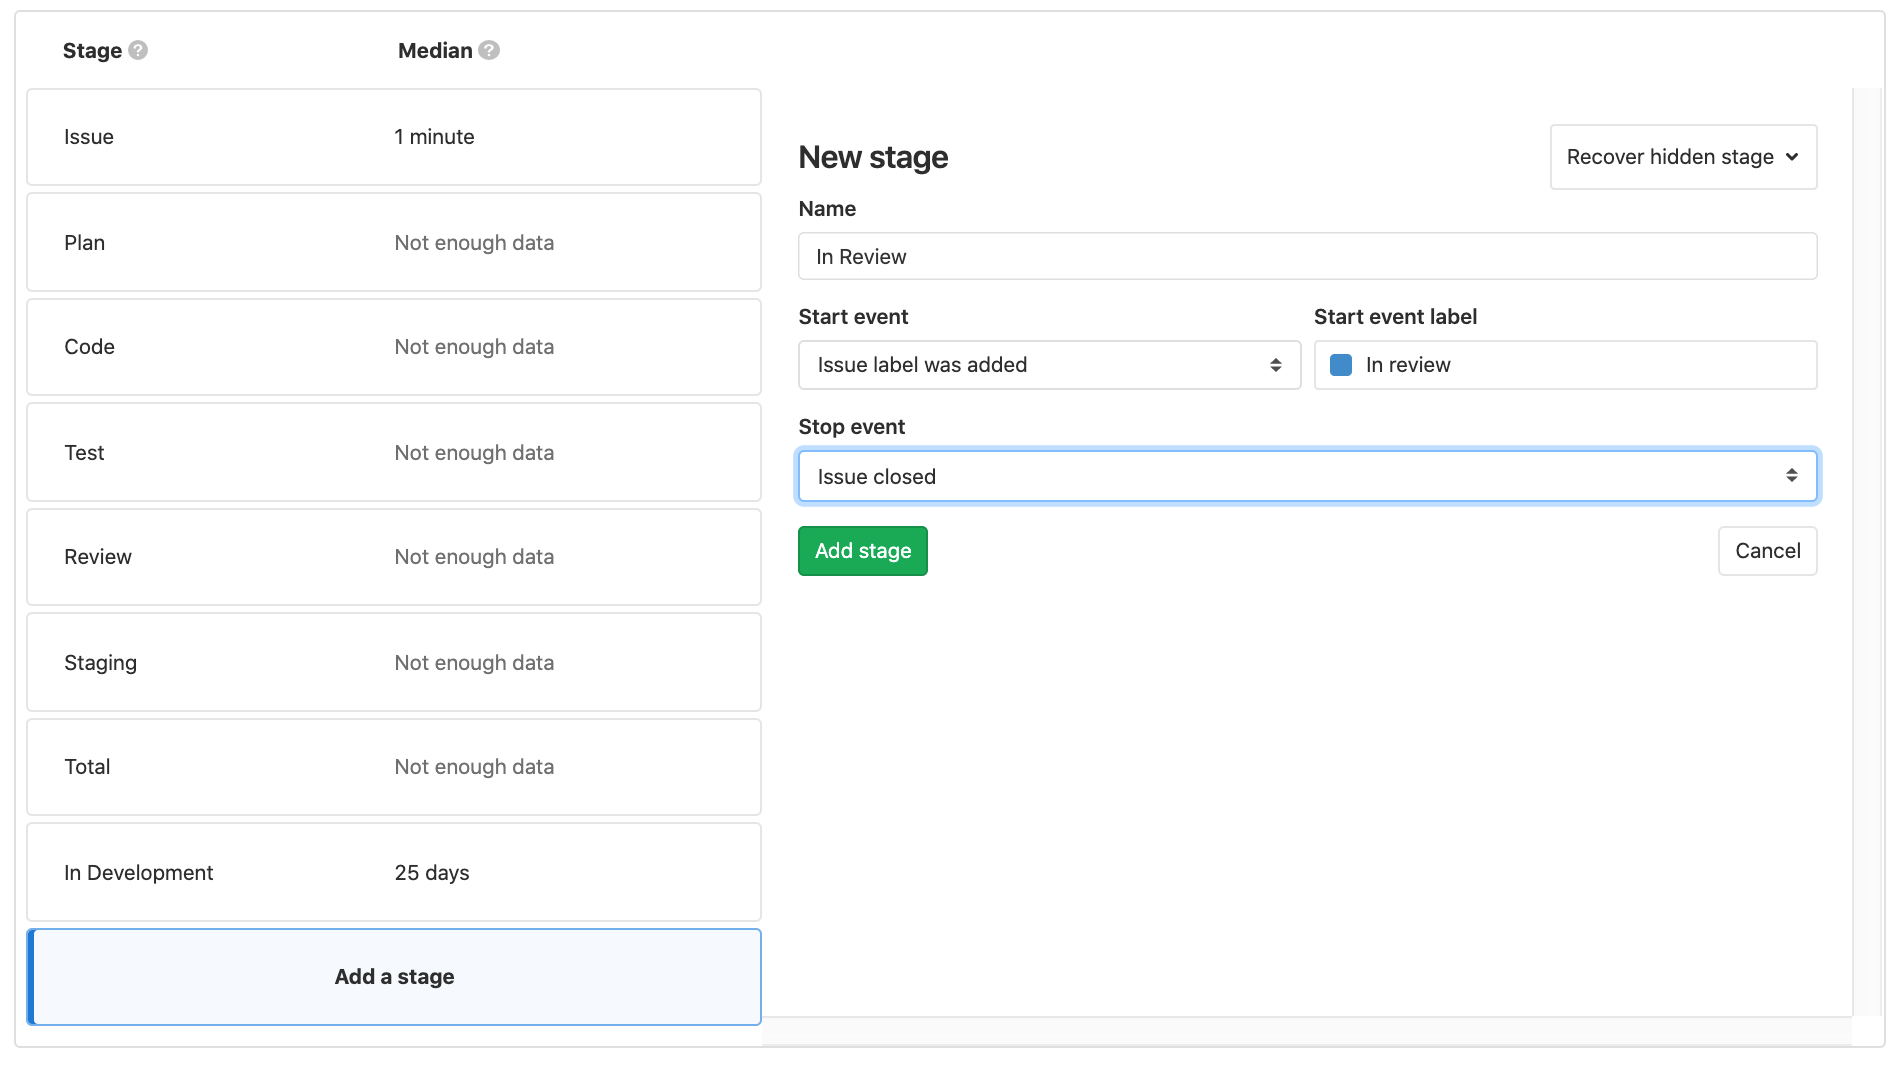 Stage ? Median ?
Issue 1 minute
Plan Not enough data
Code Not enough data
Test Not enough data
Review Not enough data
Staging Not enough data
Total Not enough data
In Development 25 days
Add a stage
New stage
Recover hidden stage
Name
In Review
Start event Start event label
Issue label was added In review
Stop event
Issue closed
Add stage Cancel